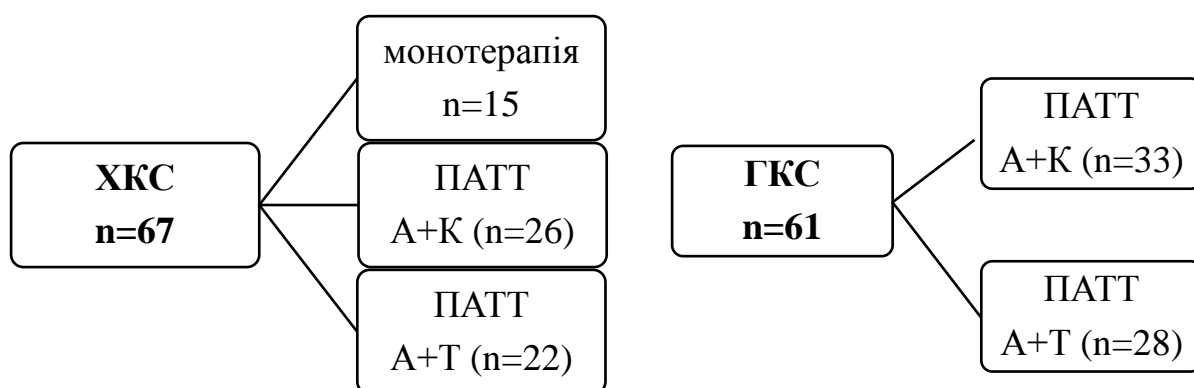 ХКС
n=67
монотерапія
n=15
ПАТТ
А+К (n=26)
ПАТТ
А+Т (n=22)
ГКС
n=61
ПАТТ
А+К (n=33)
ПАТТ
А+Т (n=28)